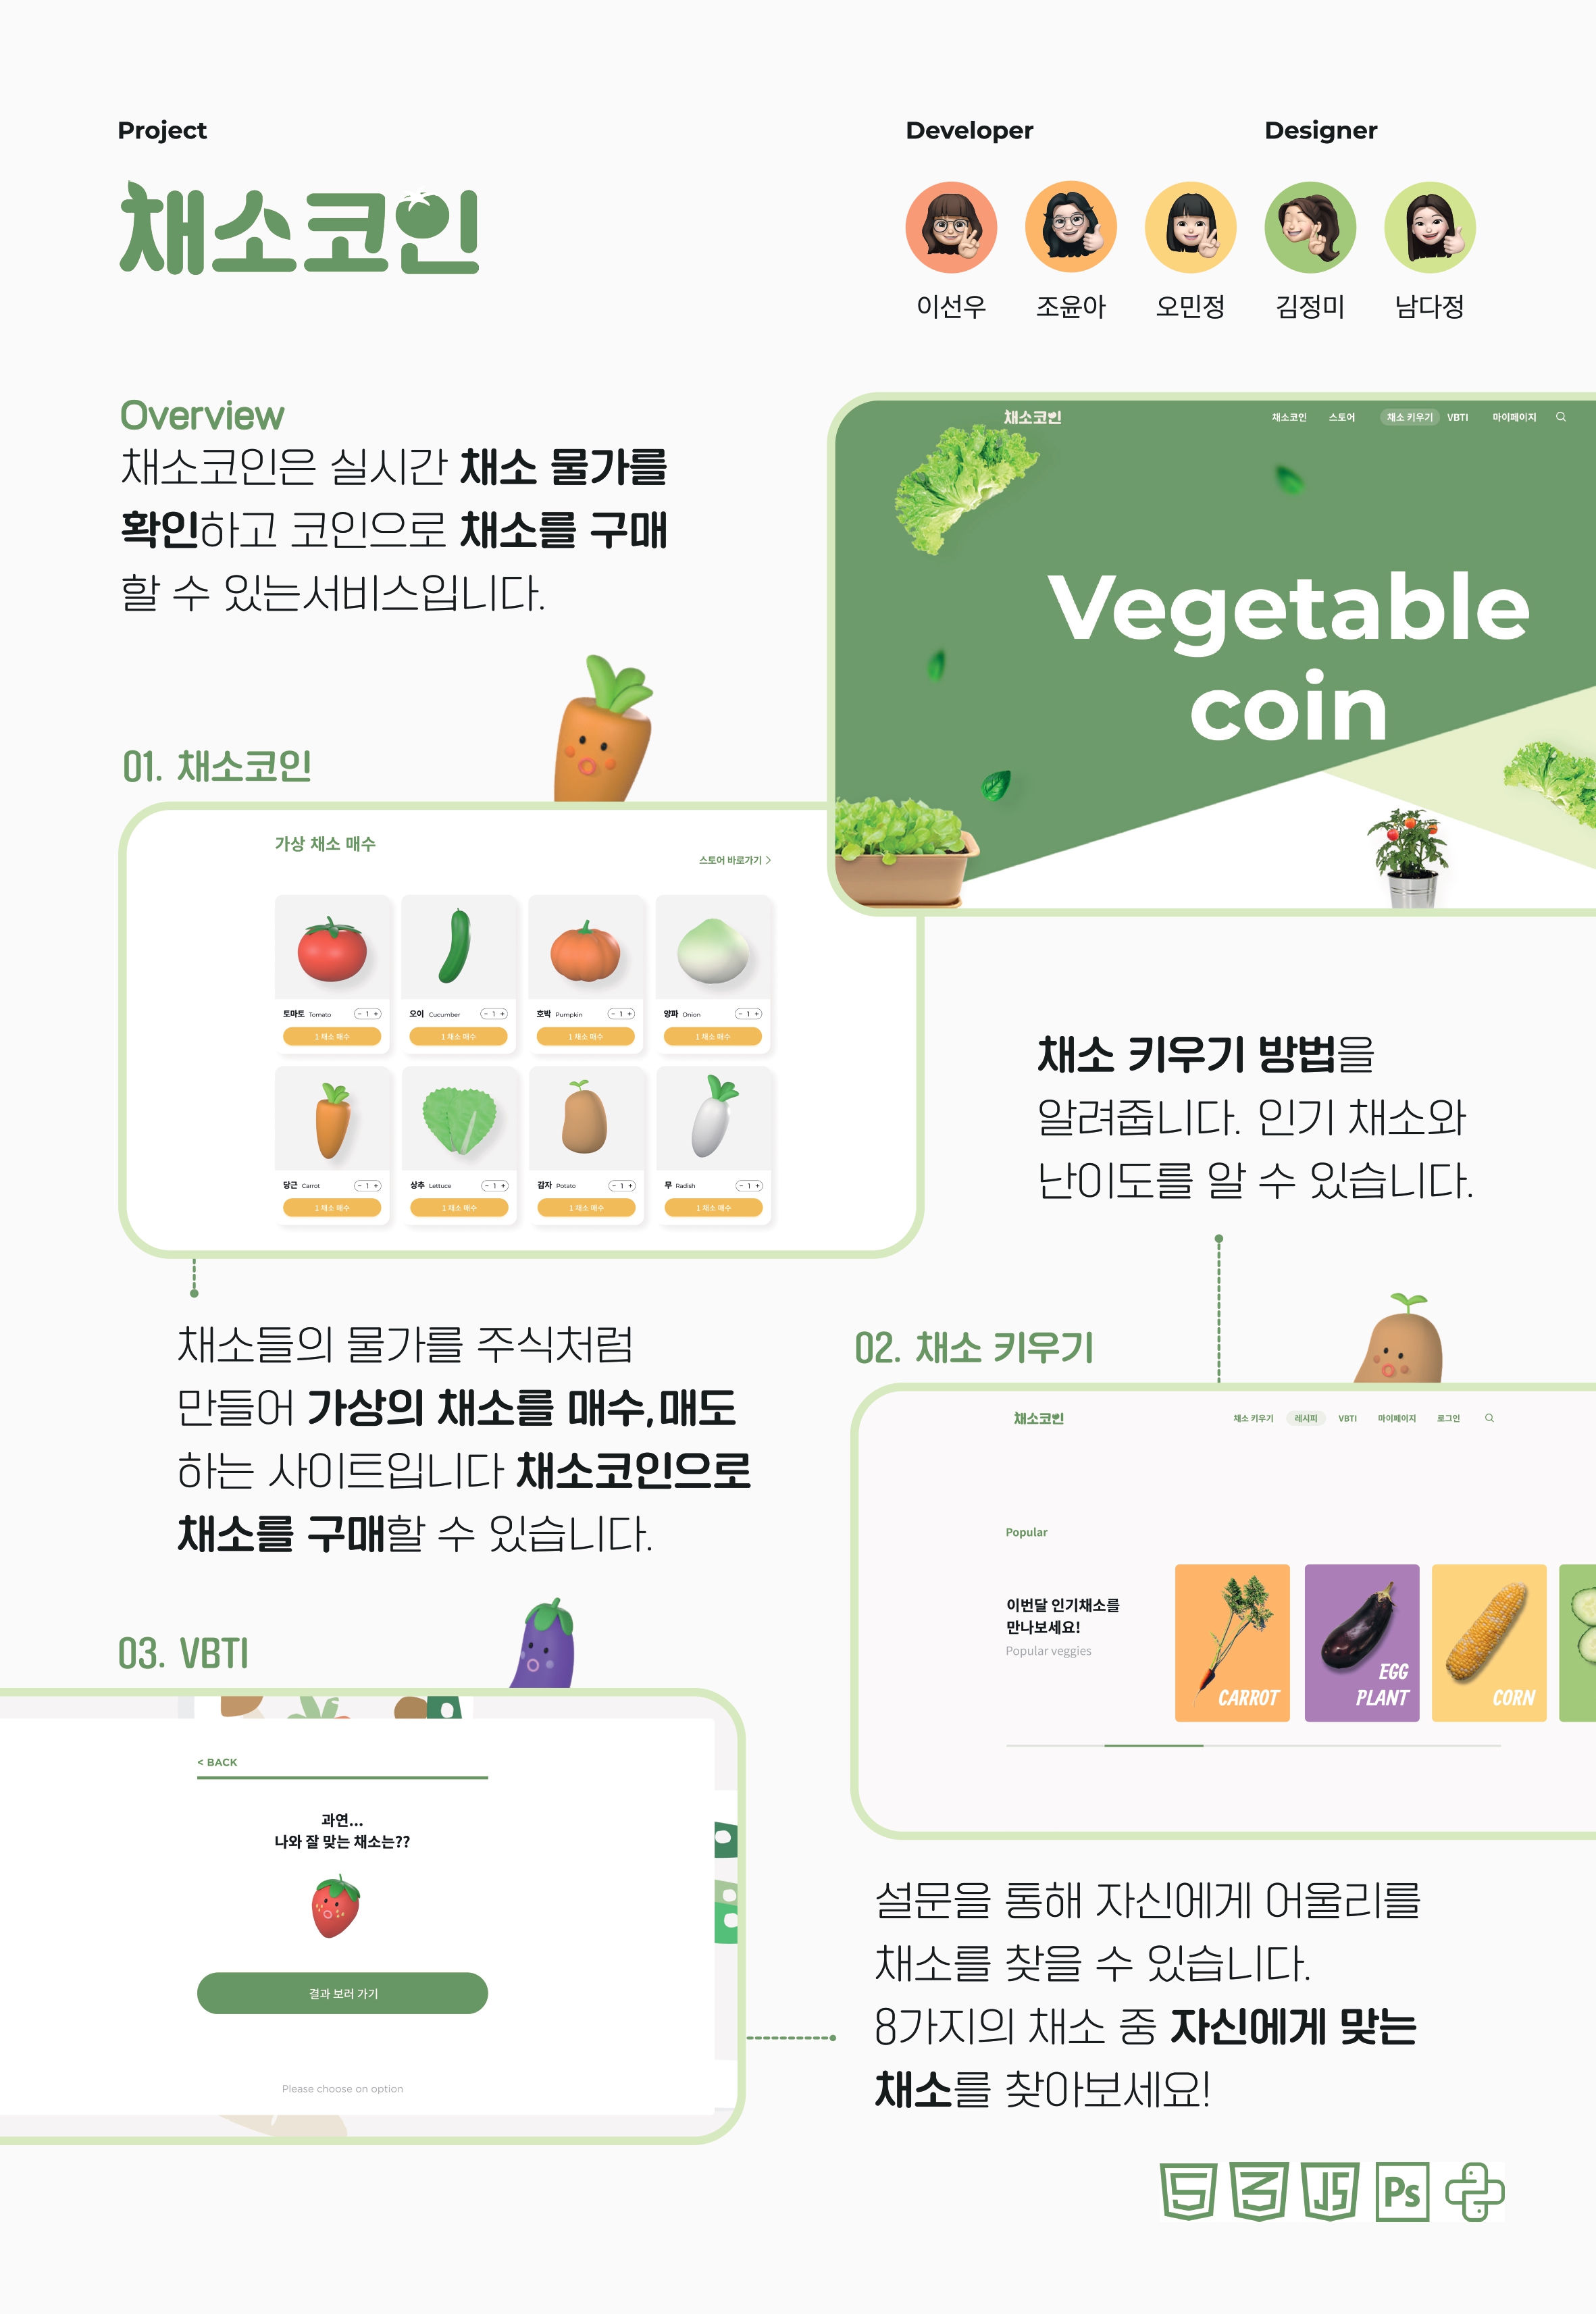 Project
채소코인
Developer
Designer
이선우
조윤아
오민정
김정미
남다정
Overview
채소코인은 실시간 채소 물가를
확인하고 코인으로 채소를 구매
할 수 있는서비스입니다.
채소코인
채소코인
스토어
채소 키우기
VBTI
마이페이지
Vegetable
coin
01. 채소코인
가상 채소 매수
스토어 바로가기 >
토마토 Tomato − 1 +
오이 Cucumber − 1 +
호박 Pumpkin − 1 +
양파 Onion − 1 +
1 채소 매수
1 채소 매수
1 채소 매수
1 채소 매수
당근 Carrot − 1 +
상추 Lettuce − 1 +
감자 Potato − 1 +
무 Radish − 1 +
1 채소 매수
1 채소 매수
1 채소 매수
1 채소 매수
채소들의 물가를 주식처럼
만들어 가상의 채소를 매수,매도
하는 사이트입니다 채소코인으로
채소를 구매할 수 있습니다.
채소 키우기 방법을
알려줍니다. 인기 채소와
난이도를 알 수 있습니다.
02. 채소 키우기
채소코인
채소 키우기
레시피
VBTI
마이페이지
로그인
Popular
이번달 인기채소를
만나보세요!
Popular veggies
CARROT
EGG
PLANT
CORN
03. VBTI
< BACK
과연...
나와 잘 맞는 채소는??
결과 보러 가기
Please choose on option
설문을 통해 자신에게 어울리를
채소를 찾을 수 있습니다.
8가지의 채소 중 자신에게 맞는
채소를 찾아보세요!
5
3
JS
Ps